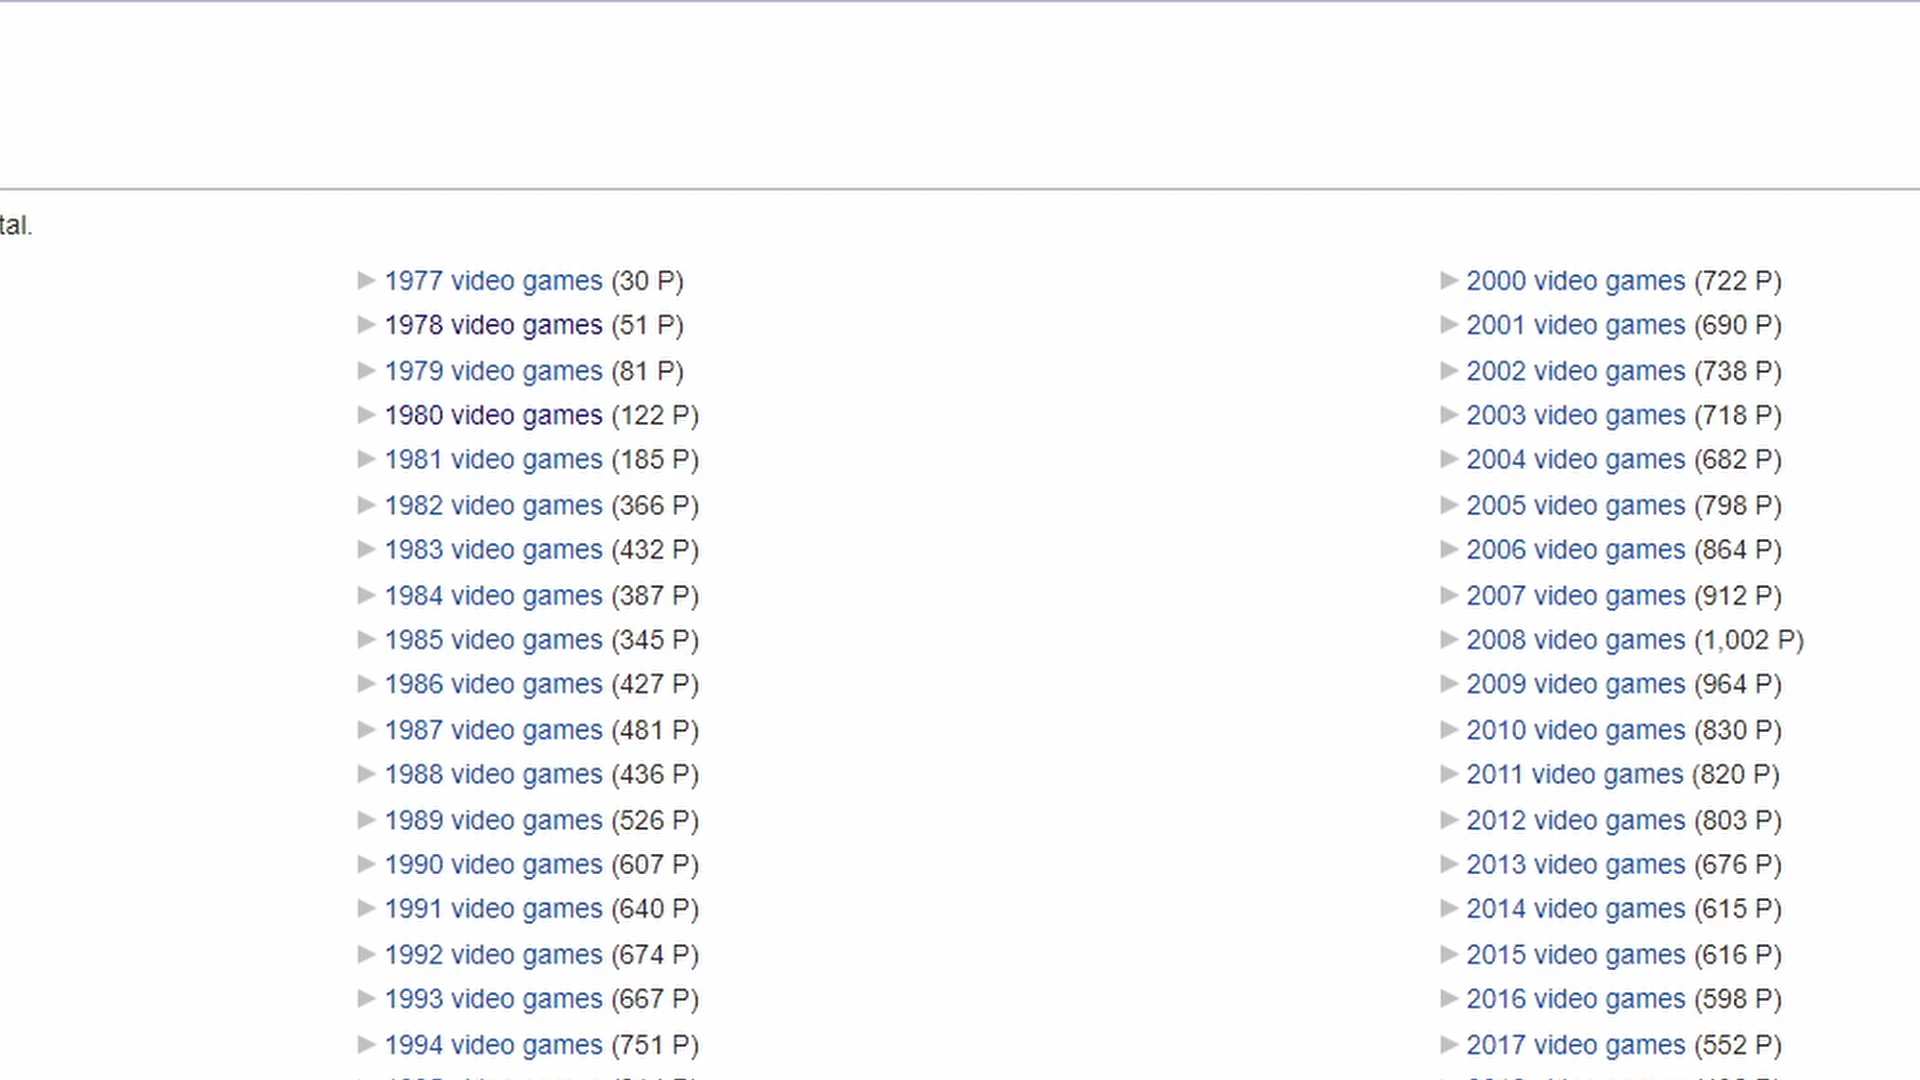 tal.
1977 video games (30 P)
1978 video games (51 P)
1979 video games (81 P)
1980 video games (122 P)
1981 video games (185 P)
1982 video games (366 P)
1983 video games (432 P)
1984 video games (387 P)
1985 video games (345 P)
1986 video games (427 P)
1987 video games (481 P)
1988 video games (436 P)
1989 video games (526 P)
1990 video games (607 P)
1991 video games (640 P)
1992 video games (674 P)
1993 video games (667 P)
1994 video games (751 P)
2000 video games (722 P)
2001 video games (690 P)
2002 video games (738 P)
2003 video games (718 P)
2004 video games (682 P)
2005 video games (798 P)
2006 video games (864 P)
2007 video games (912 P)
2008 video games (1,002 P)
2009 video games (964 P)
2010 video games (830 P)
2011 video games (820 P)
2012 video games (803 P)
2013 video games (676 P)
2014 video games (615 P)
2015 video games (616 P)
2016 video games (598 P)
2017 video games (552 P)